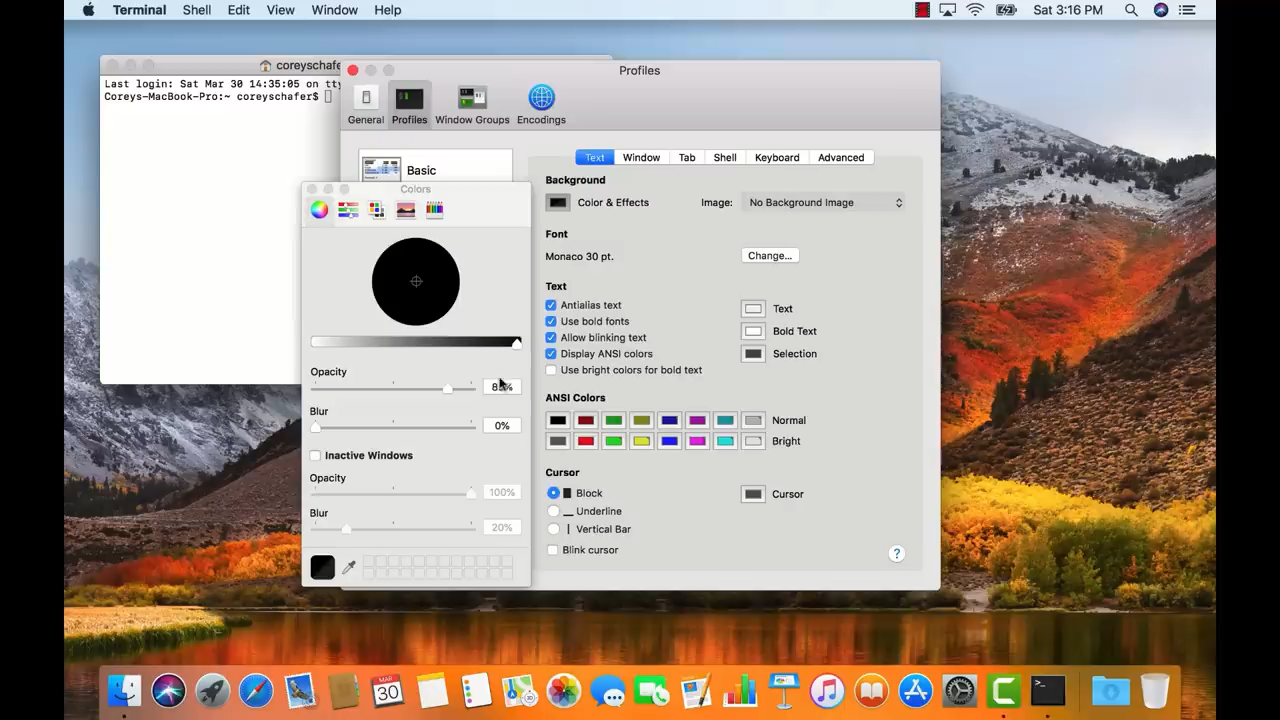 Terminal Shell Edit View Window Help Sat 3:16 PM
coreyschafe
Last login: Sat Mar 30 14:35:05 on tty
Coreys-MacBook-Pro:~ coreyschafer$
Profiles
General Profiles Window Groups Encodings
Basic
Text Window Tab Shell Keyboard Advanced
Background
Color & Effects Image: No Background Image
Font
Monaco 30 pt. Change...
Text
Antialias text Text
Use bold fonts Bold Text
Allow blinking text
Display ANSI colors Selection
Use bright colors for bold text
ANSI Colors
Normal
Bright
Cursor
Block Cursor
Underline
Vertical Bar
Blink cursor
?
Colors
Opacity
Blur
0%
Inactive Windows
Opacity
100%
Blur
20%
MAR
30